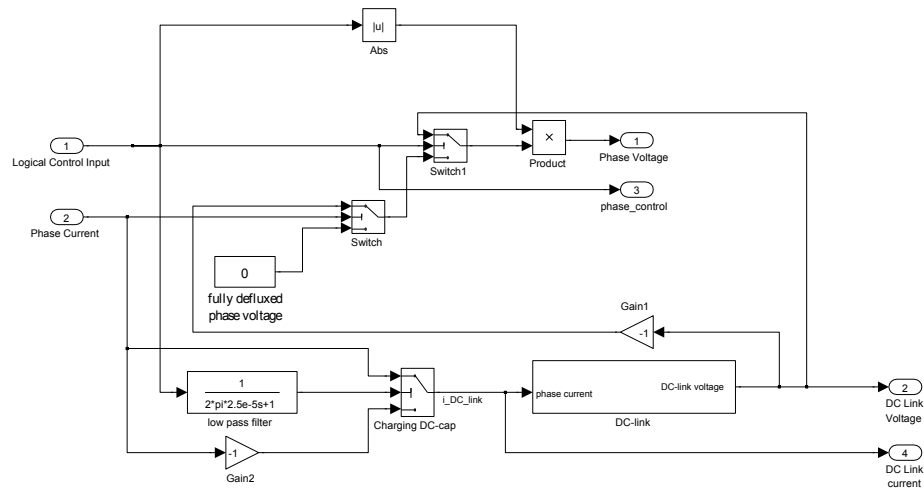 |u|
Abs
1
Logical Control Input
Switch1
×
Product
1
Phase Voltage
3
phase_control
2
Phase Current
Switch
0
fully defluxed
phase voltage
Gain1
-1
1
2*pi*2.5e-5s+1
low pass filter
Charging DC-cap
i_DC_link
phase current
DC-link voltage
DC-link
2
DC Link
Voltage
-1
Gain2
4
DC Link
current